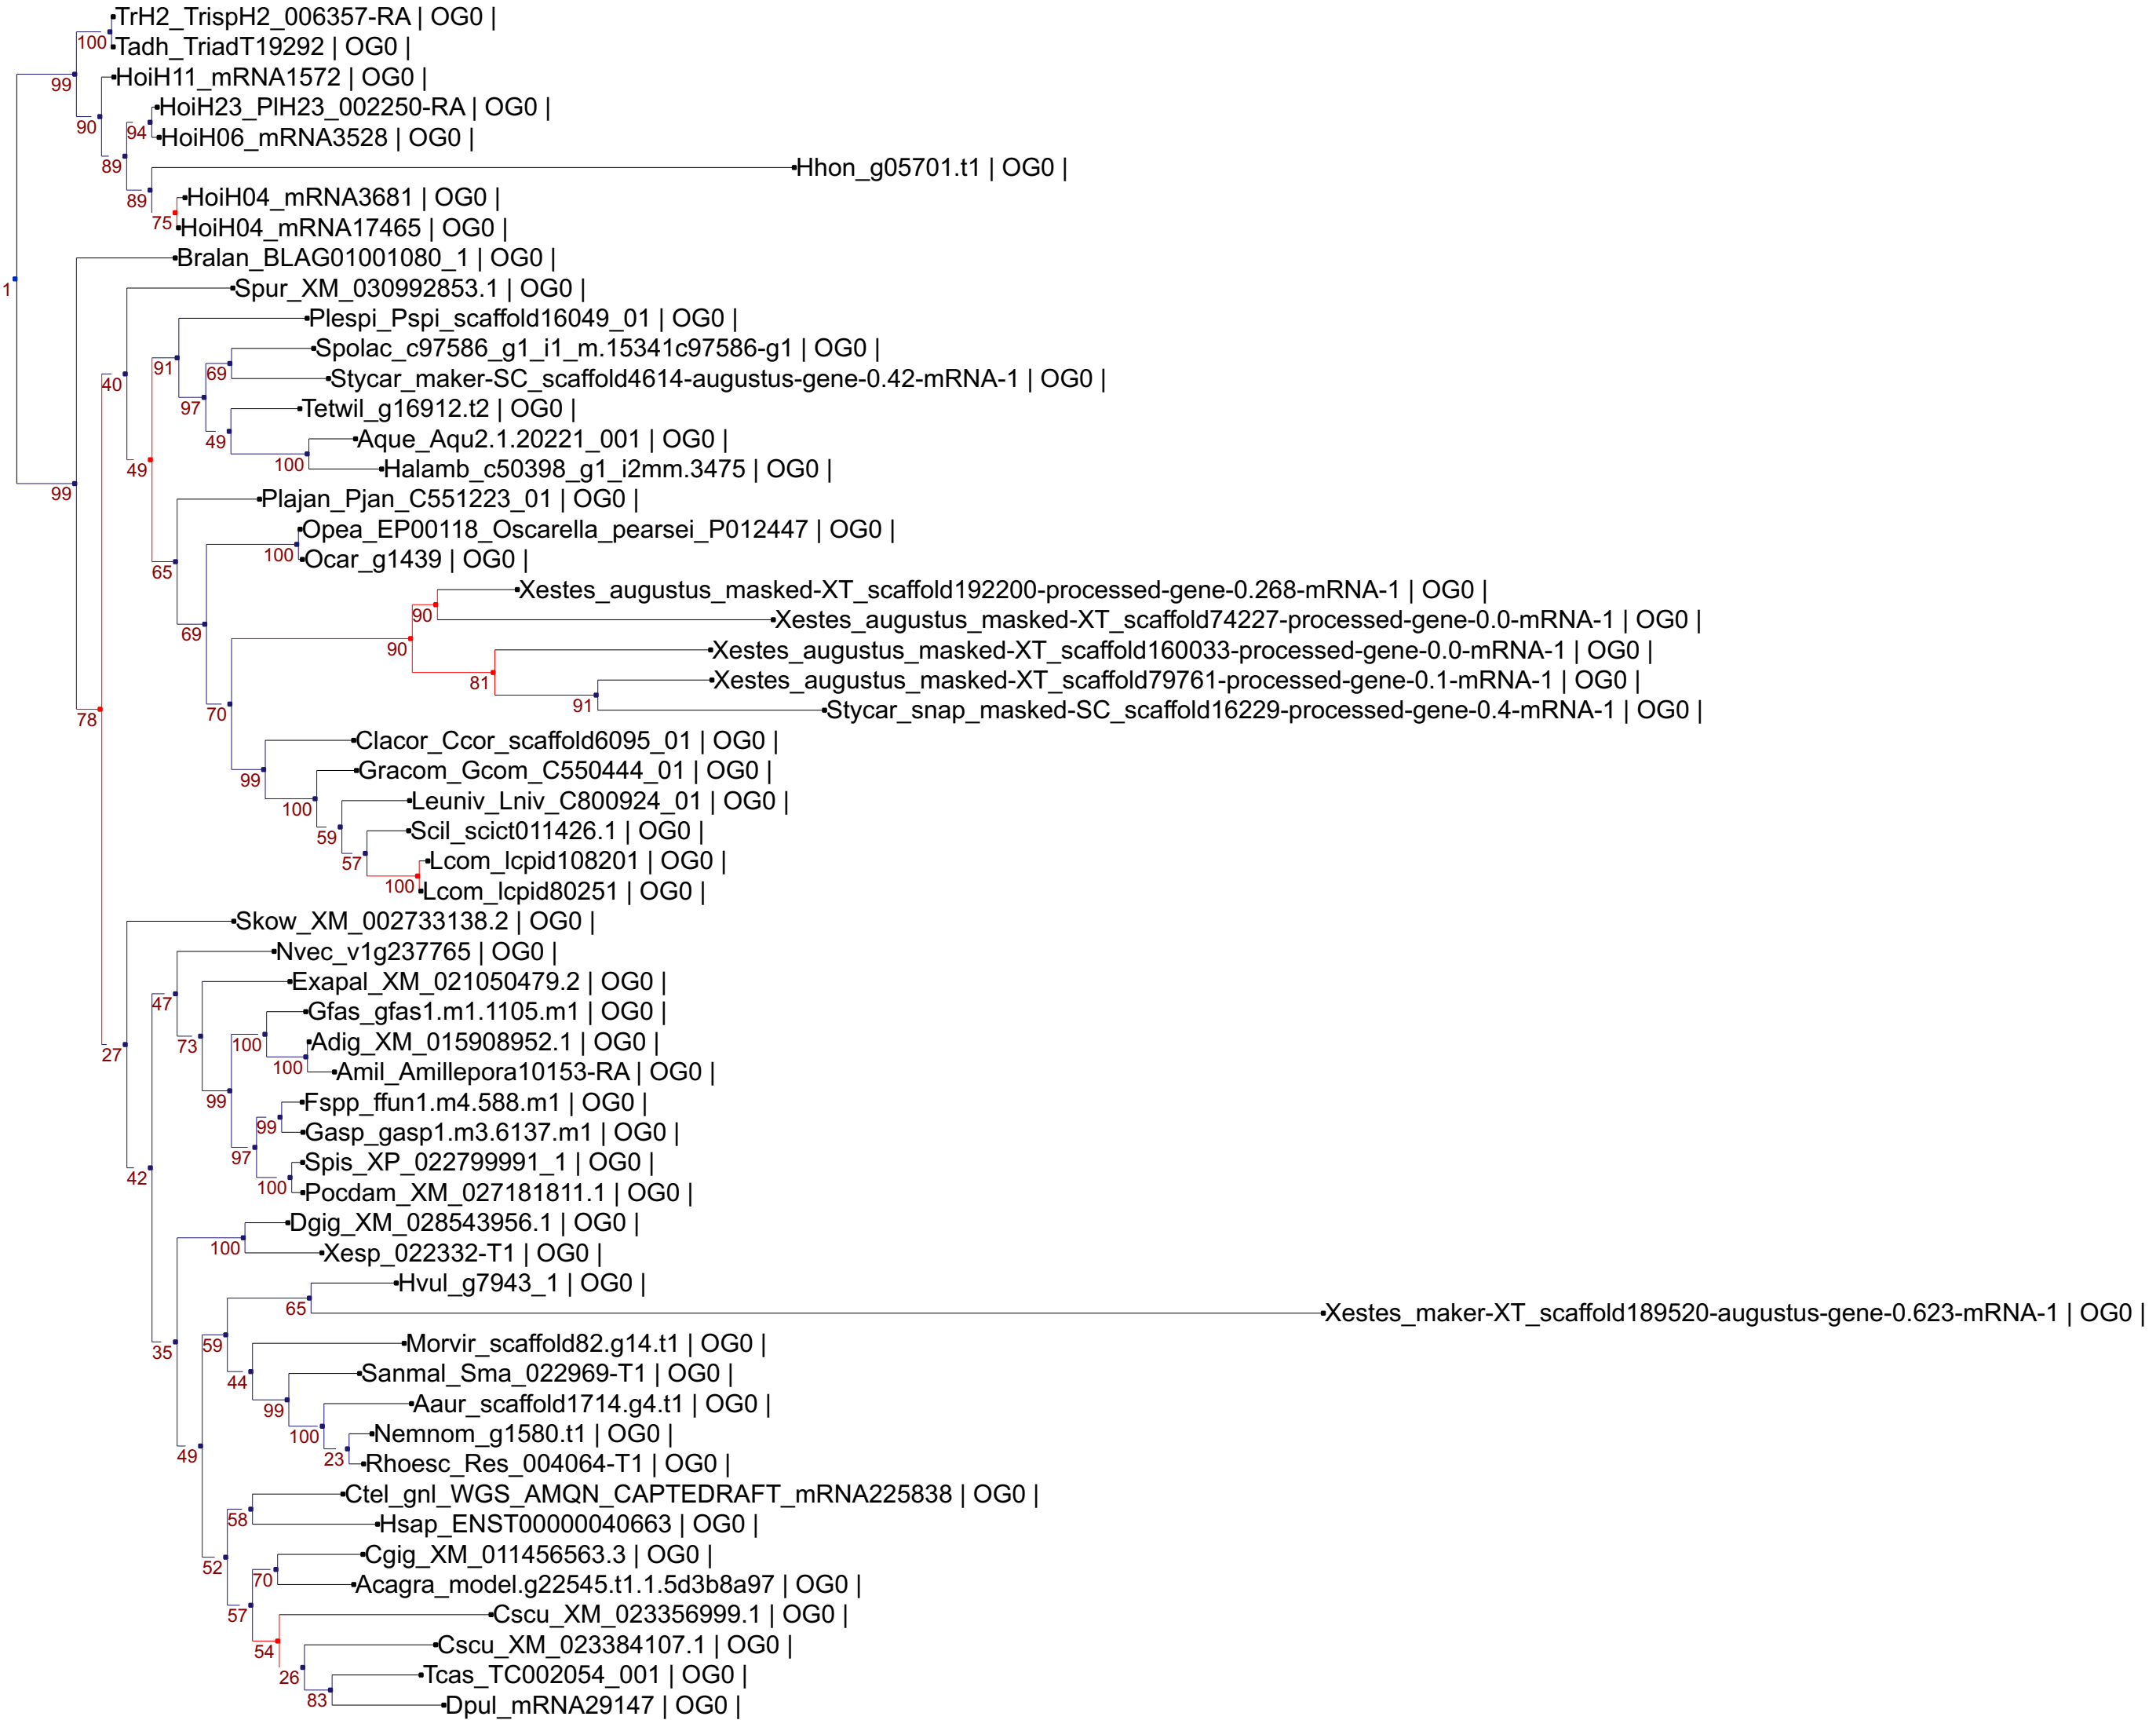 TrH2_TrispH2_006357-RA | OG0 |
100
Tadh_TriadT19292 | OG0 |
HoiH11_mRNA1572 | OG0 |
99
HoiH23_PlH23_002250-RA | OG0 |
90
94
HoiH06_mRNA3528 | OG0 |
89
Hhon_g05701.t1 | OG0 |
HoiH04_mRNA3681 | OG0 |
89
75
HoiH04_mRNA17465 | OG0 |
Bralan_BLAG01001080_1 | OG0 |
1
Spur_XM_030992853.1 | OG0 |
Plespi_Pspi_scaffold16049_01 | OG0 |
Spolac_c97586_g1_i1_m.15341c97586-g1 | OG0 |
91
69
40
Stycar_maker-SC_scaffold4614-augustus-gene-0.42-mRNA-1 | OG0 |
97
Tetwil_g16912.t2 | OG0 |
49
Aque_Aqu2.1.20221_001 | OG0 |
100
49
Halamb_c50398_g1_i2mm.3475 | OG0 |
99
Plajan_Pjan_C551223_01 | OG0 |
Opea_EP00118_Oscarella_pearsei_P012447 | OG0 |
100
Ocar_g1439 | OG0 |
65
Xestes_augustus_masked-XT_scaffold192200-processed-gene-0.268-mRNA-1 | OG0 |
90
Xestes_augustus_masked-XT_scaffold74227-processed-gene-0.0-mRNA-1 | OG0 |
69
90
Xestes_augustus_masked-XT_scaffold160033-processed-gene-0.0-mRNA-1 | OG0 |
81
Xestes_augustus_masked-XT_scaffold79761-processed-gene-0.1-mRNA-1 | OG0 |
91
Stycar_snap_masked-SC_scaffold16229-processed-gene-0.4-mRNA-1 | OG0 |
70
78
Clacor_Ccor_scaffold6095_01 | OG0 |
99
Gracom_Gcom_C550444_01 | OG0 |
100
Leuniv_Lniv_C800924_01 | OG0 |
59
Scil_scict011426.1 | OG0 |
57
Lcom_lcpid108201 | OG0 |
100
Lcom_lcpid80251 | OG0 |
Skow_XM_002733138.2 | OG0 |
Nvec_v1g237765 | OG0 |
Exapal_XM_021050479.2 | OG0 |
47
Gfas_gfas1.m1.1105.m1 | OG0 |
73
100
Adig_XM_015908952.1 | OG0 |
27
100
Amil_Amillepora10153-RA | OG0 |
99
Fspp_ffun1.m4.588.m1 | OG0 |
99
Gasp_gasp1.m3.6137.m1 | OG0 |
97
Spis_XP_022799991_1 | OG0 |
42
100
Pocdam_XM_027181811.1 | OG0 |
Dgig_XM_028543956.1 | OG0 |
100
Xesp_022332-T1 | OG0 |
Hvul_g7943_1 | OG0 |
65
Xestes_maker-XT_scaffold189520-augustus-gene-0.623-mRNA-1 | OG0 |
59
35
Morvir_scaffold82.g14.t1 | OG0 |
44
Sanmal_Sma_022969-T1 | OG0 |
99
Aaur_scaffold1714.g4.t1 | OG0 |
100
Nemnom_g1580.t1 | OG0 |
49
23
Rhoesc_Res_004064-T1 | OG0 |
Ctel_gnl_WGS_AMQN_CAPTEDRAFT_mRNA225838 | OG0 |
58
Hsap_ENST00000040663 | OG0 |
Cgig_XM_011456563.3 | OG0 |
52
70
Acagra_model.g22545.t1.1.5d3b8a97 | OG0 |
57
Cscu_XM_023356999.1 | OG0 |
54
Cscu_XM_023384107.1 | OG0 |
26
Tcas_TC002054_001 | OG0 |
83
Dpul_mRNA29147 | OG0 |